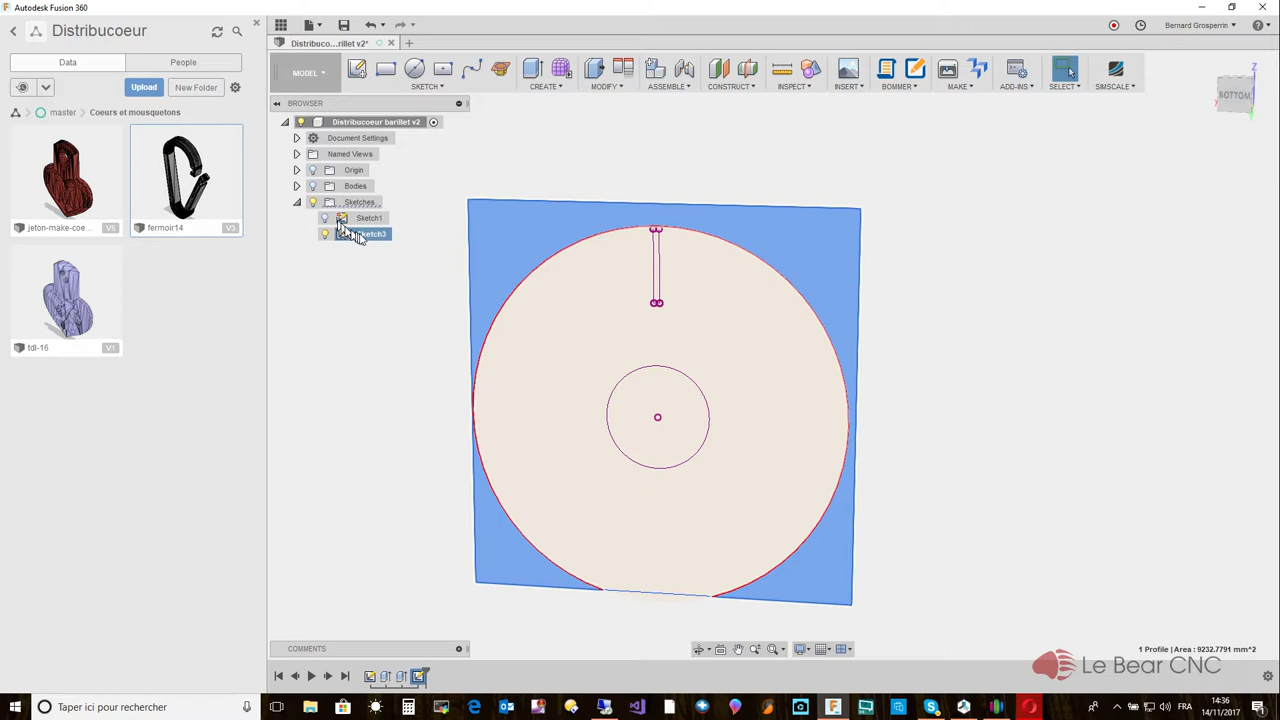 Autodesk Fusion 360
Distribucoeur
Data
People
Upload
New Folder
master
Coeurs et mousquetons
jeton-make-coe...
V5
fermoir14
V3
tdl-16
V1
Distribuco...rillet v2*
Bernard Grosperrin
MODEL
SKETCH
CREATE
MODIFY
ASSEMBLE
CONSTRUCT
INSPECT
INSERT
BOMMER
MAKE
ADD-INS
SELECT
SIMSCALE
BROWSER
Distribucoeur barillet v2
Document Settings
Named Views
Origin
Bodies
Sketches
Sketch1
ketch3
BOTTOM
Z
X
COMMENTS
1 Profile | Area : 9232.7791 mm^2
Le Bear CNC
Taper ici pour rechercher
14:36
14/11/2017